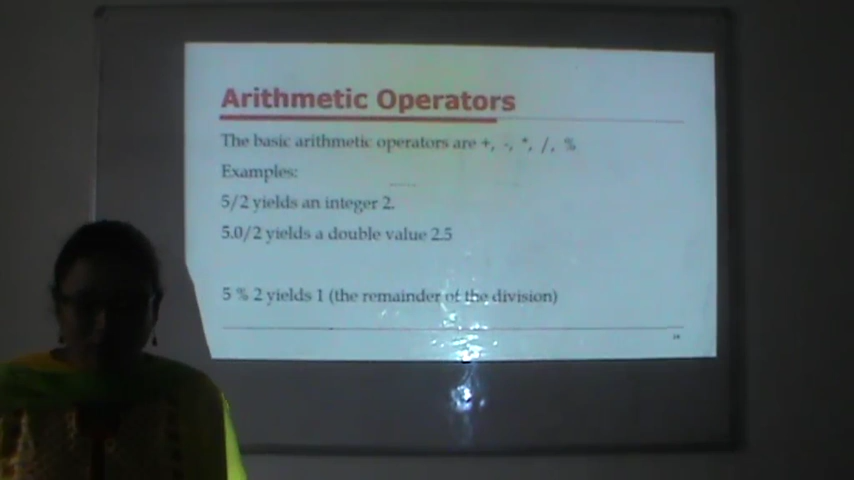 Arithmetic Operators
The basic arithmetic operators are +, -, *, /, %
Examples:
5/2 yields an integer 2.
5.0/2 yields a double value 2.5
5 % 2 yields 1 (the remainder of the division)